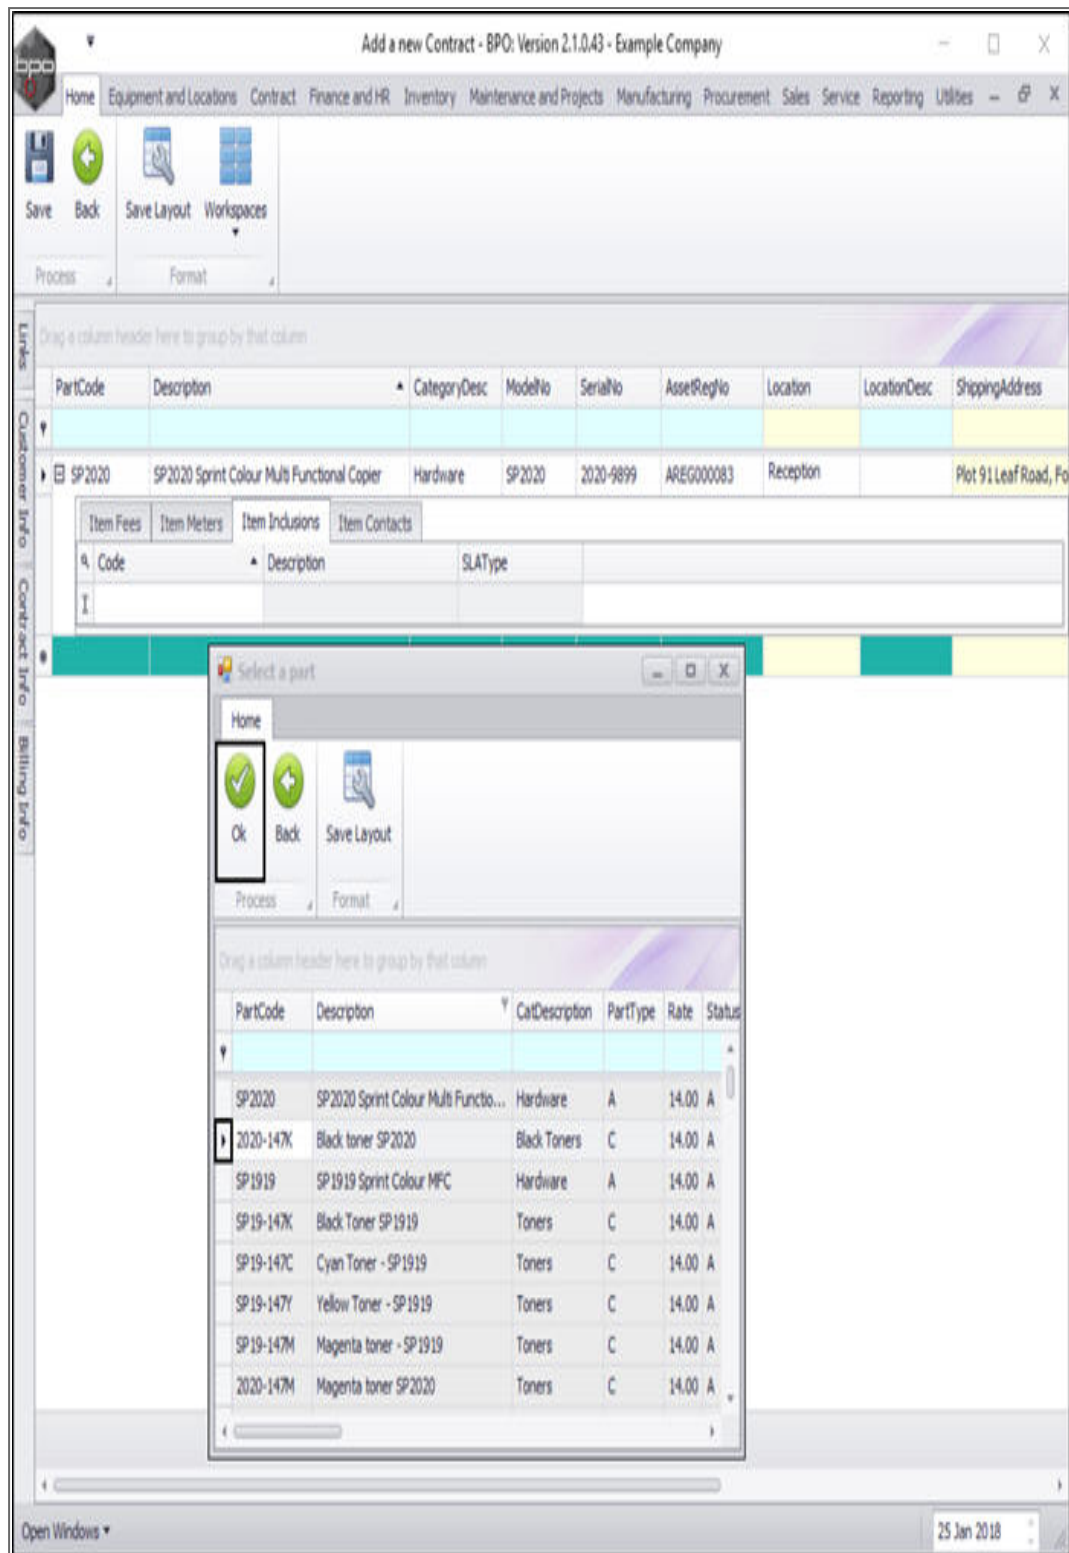 Add a new Contract - BPO: Version 2.1.0.43 - Example Company
bpo
Home Equipment and Locations Contract Finance and HR Inventory Maintenance and Projects Manufacturing Procurement Sales Service Reporting Utilities
Save Back Save Layout Workspaces
Process Format
Links
Customer Info
Contract Info
Billing Info
Drag a column header here to group by that column
PartCode Description CategoryDesc ModelNo SerialNo AssetRegNo Location LocationDesc ShippingAddress
SP2020 SP2020 Sprint Colour Multi Functional Copier Hardware SP2020 2020-9899 AREG000083 Reception Plot 91 Leaf Road, Fo
Item Fees Item Meters Item Inclusions Item Contacts
Code Description SLAType
Select a part
Home
Ok Back Save Layout
Process Format
Drag a column header here to group by that column
PartCode Description CatDescription PartType Rate Status
SP2020 SP2020 Sprint Colour Multi Functio... Hardware A 14.00 A
2020-147K Black toner SP2020 Black Toners C 14.00 A
SP1919 SP1919 Sprint Colour MFC Hardware A 14.00 A
SP19-147K Black Toner SP1919 Toners C 14.00 A
SP19-147C Cyan Toner - SP1919 Toners C 14.00 A
SP19-147Y Yellow Toner - SP1919 Toners C 14.00 A
SP19-147M Magenta toner - SP1919 Toners C 14.00 A
2020-147M Magenta toner SP2020 Toners C 14.00 A
Open Windows 25 Jan 2018